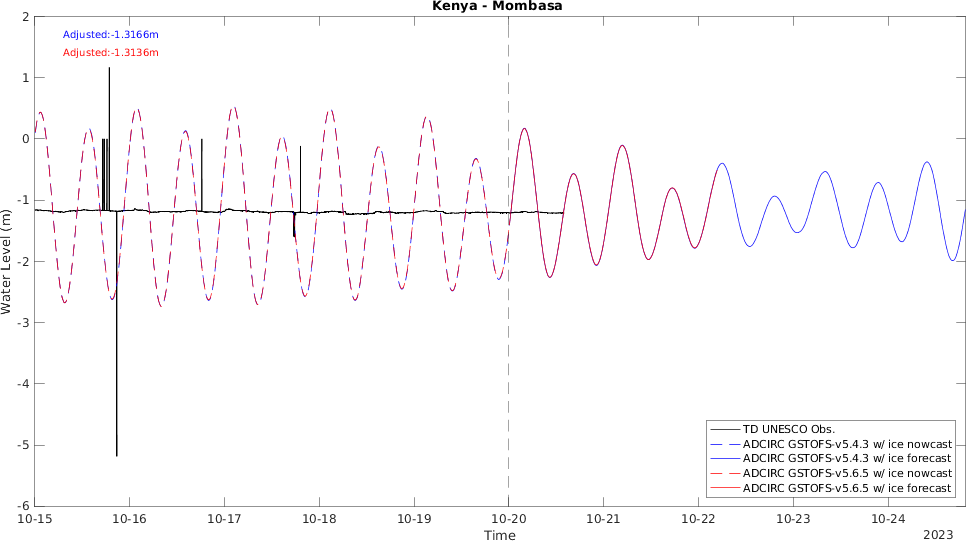 Kenya - Mombasa
Adjusted:-1.3166m
Adjusted:-1.3136m
2
1
0
-1
-2
-3
-4
-5
-6
Water Level (m)
TD UNESCO Obs.
ADCIRC GSTOFS-v5.4.3 w/ ice nowcast
ADCIRC GSTOFS-v5.4.3 w/ ice forecast
ADCIRC GSTOFS-v5.6.5 w/ ice nowcast
ADCIRC GSTOFS-v5.6.5 w/ ice forecast
10-15 10-16 10-17 10-18 10-19 10-20 10-21 10-22 10-23 10-24
Time
2023